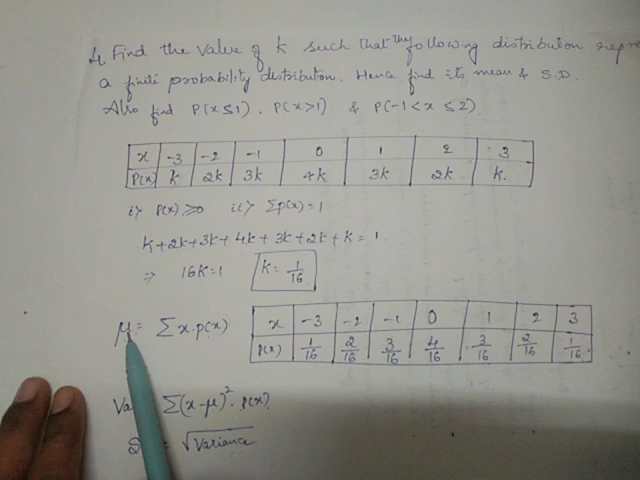 4. Find the value of k such that the following distribution repre
a finite probability distribution. Hence find its mean & S.D.
Also find P(x≤1), P(x>1) & P(-1<x≤2).
x -3 -2 -1 0 1 2 3
P(x) k 2k 3k 4k 3k 2k k.
i> P(x)≥0 ii> Σp(x)=1
k+2k+3k+4k+3k+2k+k=1
⇒ 16k=1 k=1/16
μ= Σx.p(x)
x -3 -2 -1 0 1 2 3
P(x) 1/16 2/16 3/16 4/16 3/16 2/16 1/16.
Va Σ(x-μ)². P(x).
S = √Variance